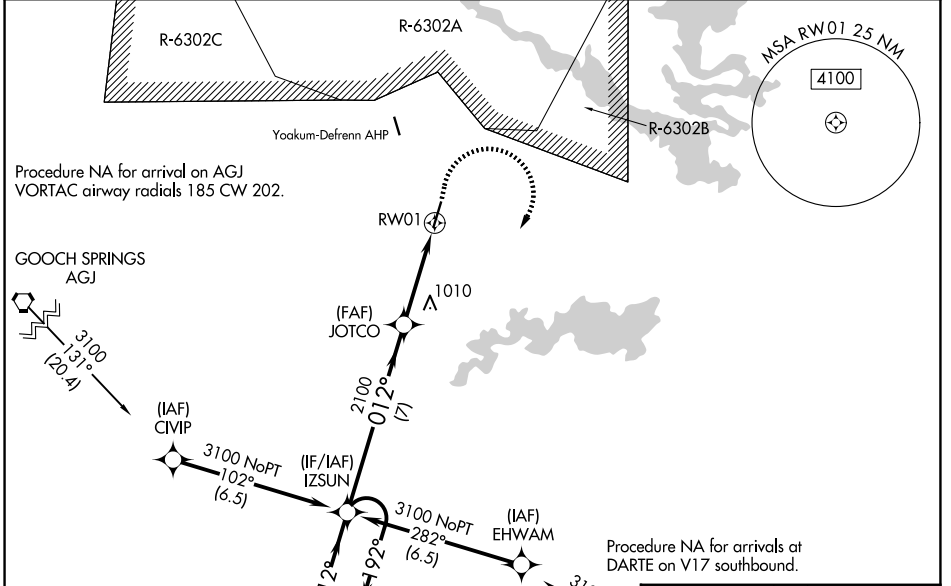 R-6302C
R-6302A
MSA RW01 25 NM
4100
R-6302B
Yoakum-Defrenn AHP
Procedure NA for arrival on AGJ
VORTAC airway radials 185 CW 202.
RW01
GOOCH SPRINGS
AGJ
1010
(FAF)
JOTCO
3100
131°
(20.4)
2100
012°
(7)
(IAF)
CIVIP
3100 NoPT
102°
(6.5)
(IF/IAF)
IZSUN
3100 NoPT
282°
(6.5)
(IAF)
EHWAM
Procedure NA for arrivals at
DARTE on V17 southbound.